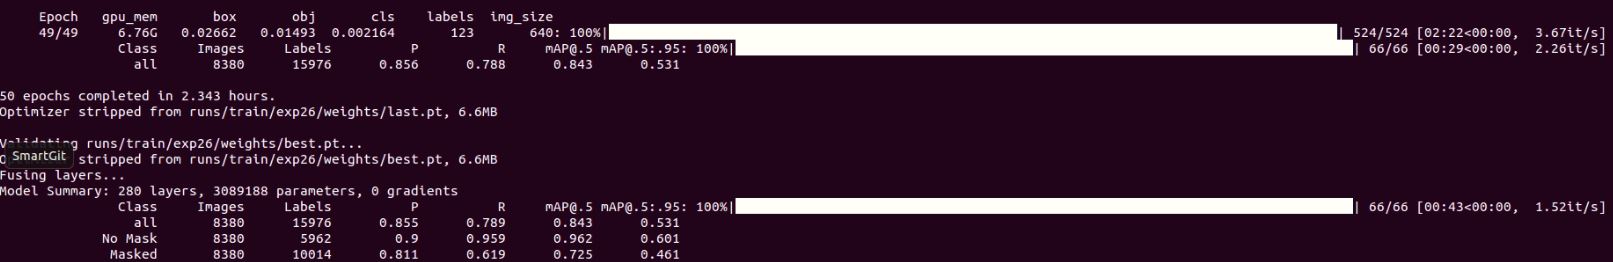 Epoch gpu_mem box obj cls labels img_size
49/49 6.76G 0.02662 0.01493 0.002164 123 640: 100%| | 524/524 [02:22<00:00, 3.67it/s]
Class Images Labels P R mAP@.5 mAP@.5:.95: 100%| | 66/66 [00:29<00:00, 2.26it/s]
all 8380 15976 0.856 0.788 0.843 0.531
50 epochs completed in 2.343 hours.
Optimizer stripped from runs/train/exp26/weights/last.pt, 6.6MB
Validating runs/train/exp26/weights/best.pt...
SmartGit
stripped from runs/train/exp26/weights/best.pt, 6.6MB
Fusing layers...
Model Summary: 280 layers, 3089188 parameters, 0 gradients
Class Images Labels P R mAP@.5 mAP@.5:.95: 100%| | 66/66 [00:43<00:00, 1.52it/s]
all 8380 15976 0.855 0.789 0.843 0.531
No Mask 8380 5962 0.9 0.959 0.962 0.601
Masked 8380 10014 0.811 0.619 0.725 0.461